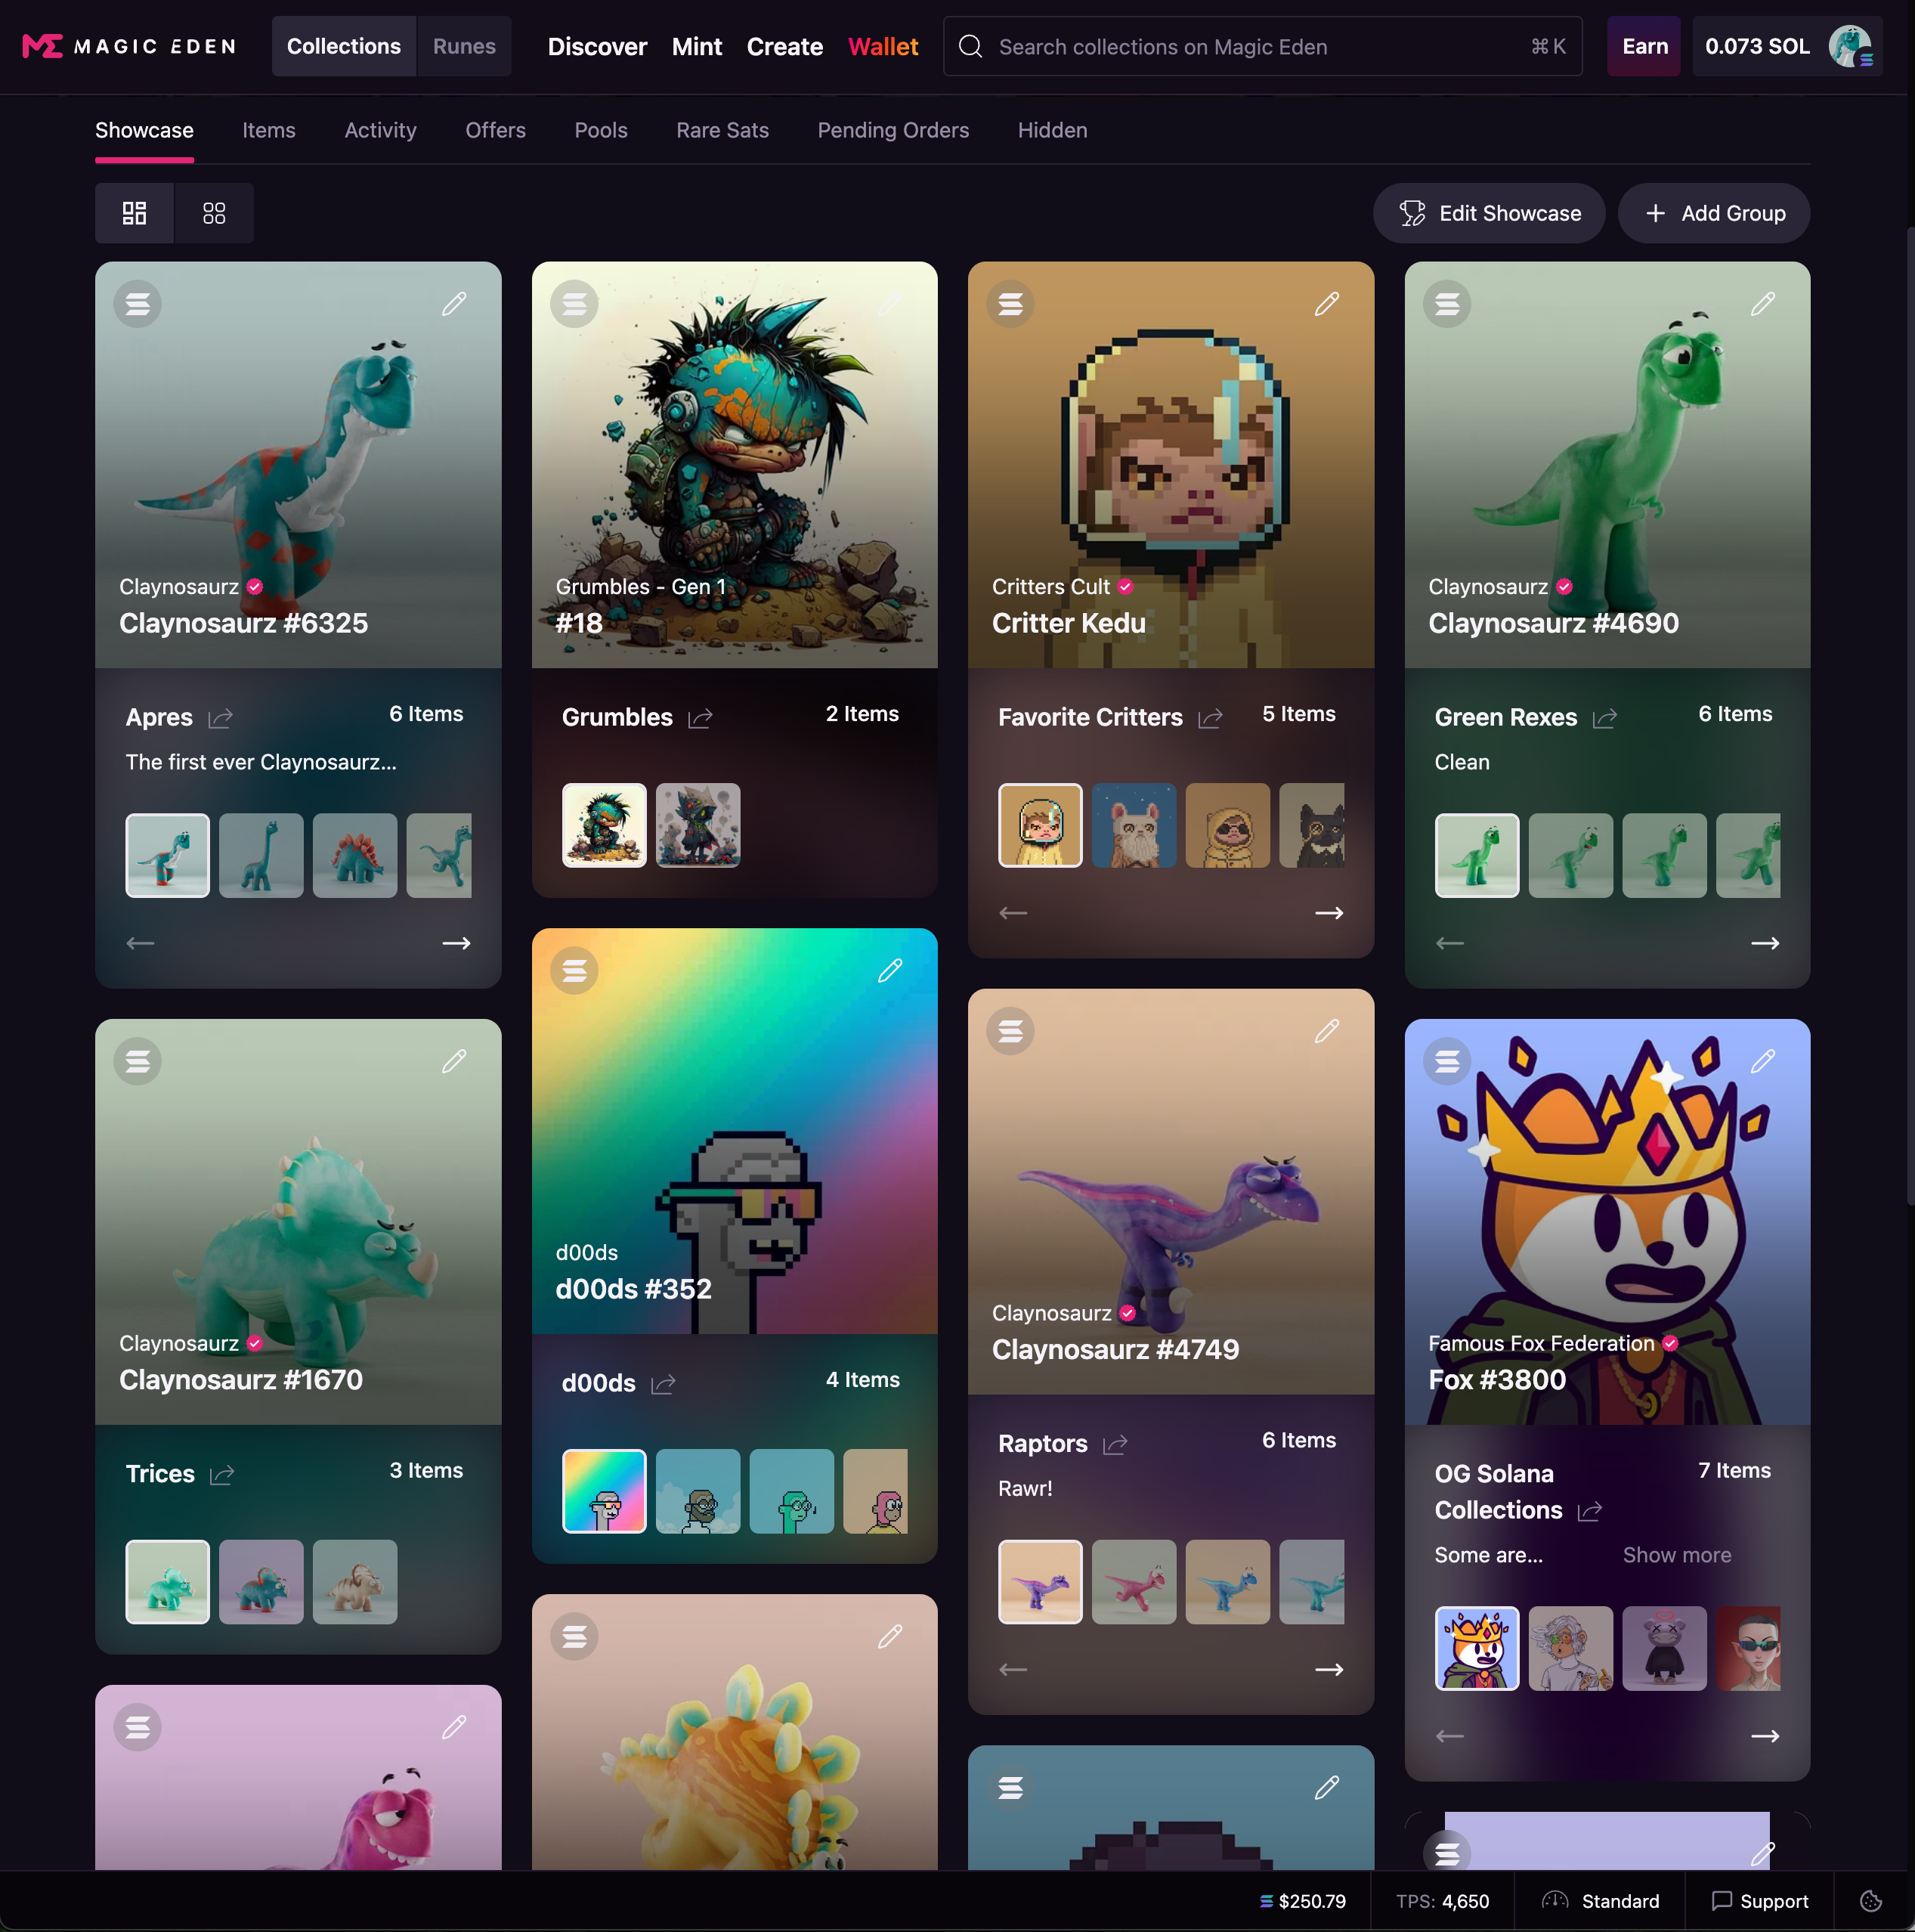 MAGIC EDEN
Collections
Runes
Discover
Mint
Create
Wallet
Search collections on Magic Eden
⌘K
Earn
0.073 SOL
Showcase
Items
Activity
Offers
Pools
Rare Sats
Pending Orders
Hidden
Edit Showcase
+ Add Group
Claynosaurz
Claynosaurz #6325
Apres
6 Items
The first ever Claynosaurz...
Grumbles - Gen 1
#18
Grumbles
2 Items
Critters Cult
Critter Kedu
Favorite Critters
5 Items
Claynosaurz
Claynosaurz #4690
Green Rexes
6 Items
Clean
Claynosaurz
Claynosaurz #1670
Trices
3 Items
d00ds
d00ds #352
d00ds
4 Items
Claynosaurz
Claynosaurz #4749
Raptors
6 Items
Rawr!
Famous Fox Federation
Fox #3800
OG Solana
Collections
7 Items
Some are...
Show more
$250.79
TPS: 4,650
Standard
Support